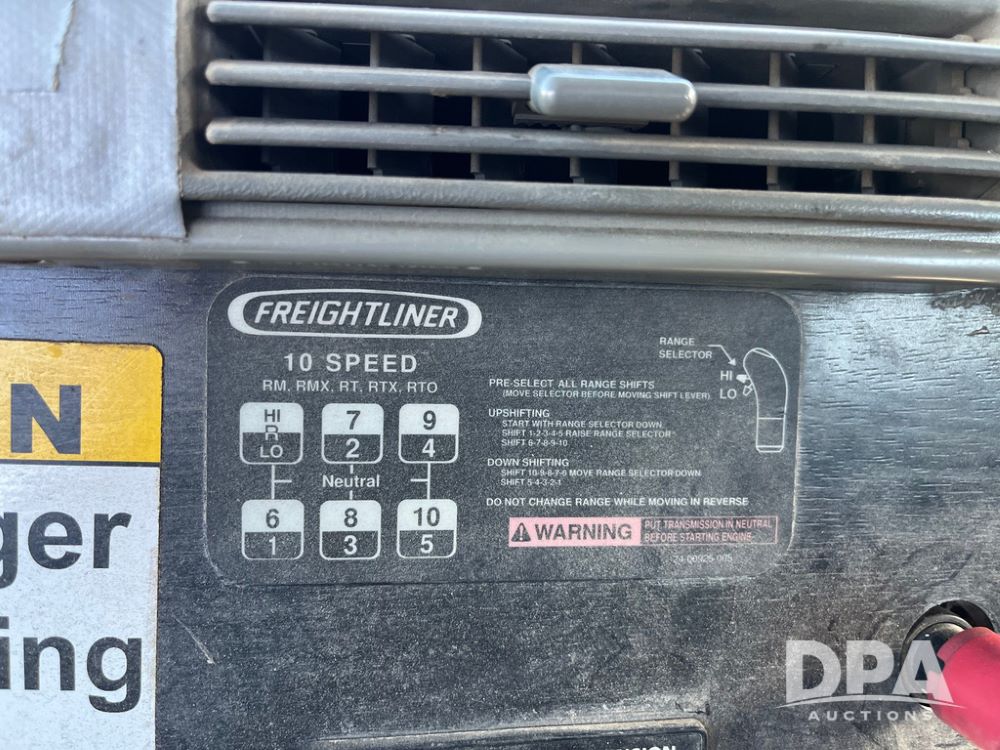 FREIGHTLINER
10 SPEED
RM, RMX, RT, RTX, RTO
HI
R
LO
7
2
9
4
Neutral
6
1
8
3
10
5
RANGE
SELECTOR
HI
LO
PRE-SELECT ALL RANGE SHIFTS
(MOVE SELECTOR BEFORE MOVING SHIFT LEVER)
UPSHIFTING
START WITH RANGE SELECTOR DOWN
SHIFT 1-2-3-4-5 RAISE RANGE SELECTOR
SHIFT 6-7-8-9-10
DOWN SHIFTING
SHIFT 10-9-8-7-6 MOVE RANGE SELECTOR DOWN
SHIFT 5-4-3-2-1
DO NOT CHANGE RANGE WHILE MOVING IN REVERSE
WARNING
PUT TRANSMISSION IN NEUTRAL
BEFORE STARTING ENGINE
N
ger
ing
DPA
AUCTIONS